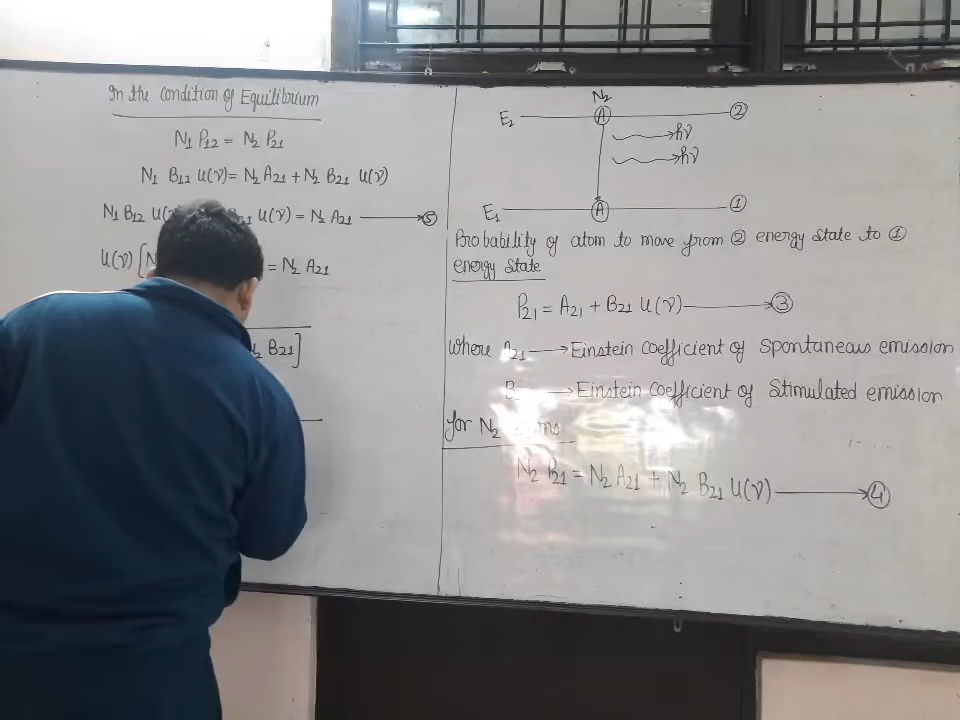 In the condition of Equilibrium
N₁ P₁₂ = N₂ P₂₁
N₁ B₁₂ U(ν) = N₂ A₂₁ + N₂ B₂₁ U(ν)
N₁ B₁₂ U(ν) U(ν) = N₂ A₂₁ ⟶ ⑤
U(ν) [N = N₂ A₂₁
B₂₁]
N₂
E₂ A ②
hν
hν
E₁ A ①
Probability of atom to move from ② energy state to ①
energy state
P₂₁ = A₂₁ + B₂₁ U(ν) ⟶ ③
where A₂₁ ⟶ Einstein Coefficient of Spontaneous emission
B ⟶ Einstein Coefficient of Stimulated emission
for N₂
N₂ P₂₁ = N₂ A₂₁ + N₂ B₂₁ U(ν) ⟶ ④